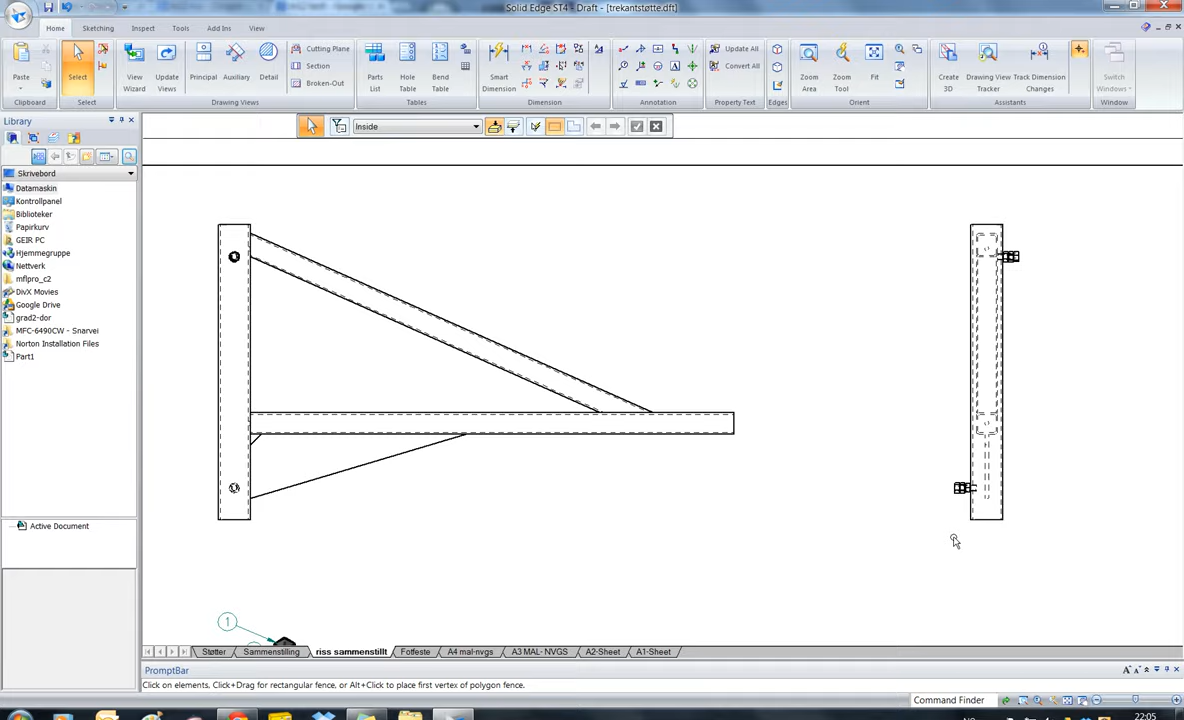 Solid Edge ST4 - Draft - [trekantstøtte.dft]
Home Sketching Inspect Tools Add Ins View
Paste
Clipboard
Select
Select
View Wizard
Update Views
Principal
Auxiliary
Detail
Cutting Plane
Section
Broken-Out
Drawing Views
Parts List
Hole Table
Bend Table
Tables
Smart Dimension
Dimension
Annotation
Update All
Convert All
Property Text
Edges
Zoom Area
Zoom Tool
Fit
Orient
Create 3D
Drawing View Tracker
Track Dimension Changes
Assistants
Switch Windows
Window
Library
Inside
Skrivebord
Datamaskin
Kontrollpanel
Biblioteker
Papirkurv
GEIR PC
Hjemmegruppe
Nettverk
mflpro_c2
DivX Movies
Google Drive
grad2-dor
MFC-6490CW - Snarvei
Norton Installation Files
Part1
Active Document
1
Støtter Sammenstilling riss sammenstillt Fotfeste A4 mal-nvgs A3 MAL- NVGS A2-Sheet A1-Sheet
PromptBar
Click on elements, Click+Drag for rectangular fence, or Alt+Click to place first vertex of polygon fence.
Command Finder
22:05